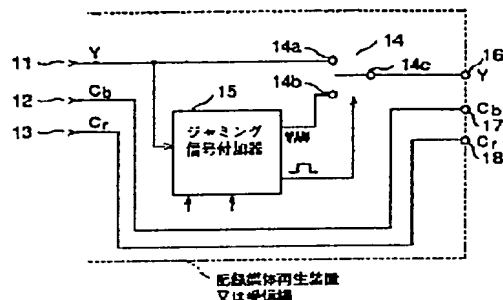 11 Y 14a 14 14c 16 Y
12 Cb 14b Cb 17
13 Cr 15 Cr 18
ジャミング
信号付加器
記録媒体再生装置
又は受信機